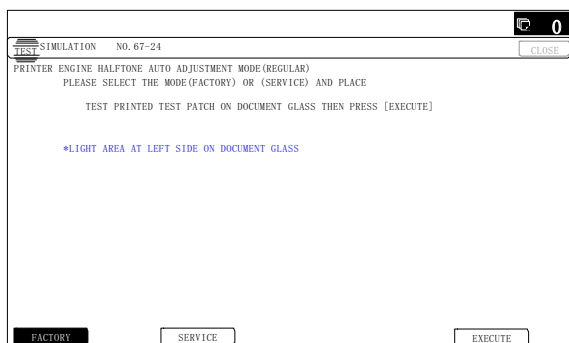 0
TEST SIMULATION NO.67-24
CLOSE
PRINTER ENGINE HALFTONE AUTO ADJUSTMENT MODE(REGULAR)
PLEASE SELECT THE MODE(FACTORY) OR (SERVICE) AND PLACE
TEST PRINTED TEST PATCH ON DOCUMENT GLASS THEN PRESS [EXECUTE]
*LIGHT AREA AT LEFT SIDE ON DOCUMENT GLASS
FACTORY SERVICE EXECUTE